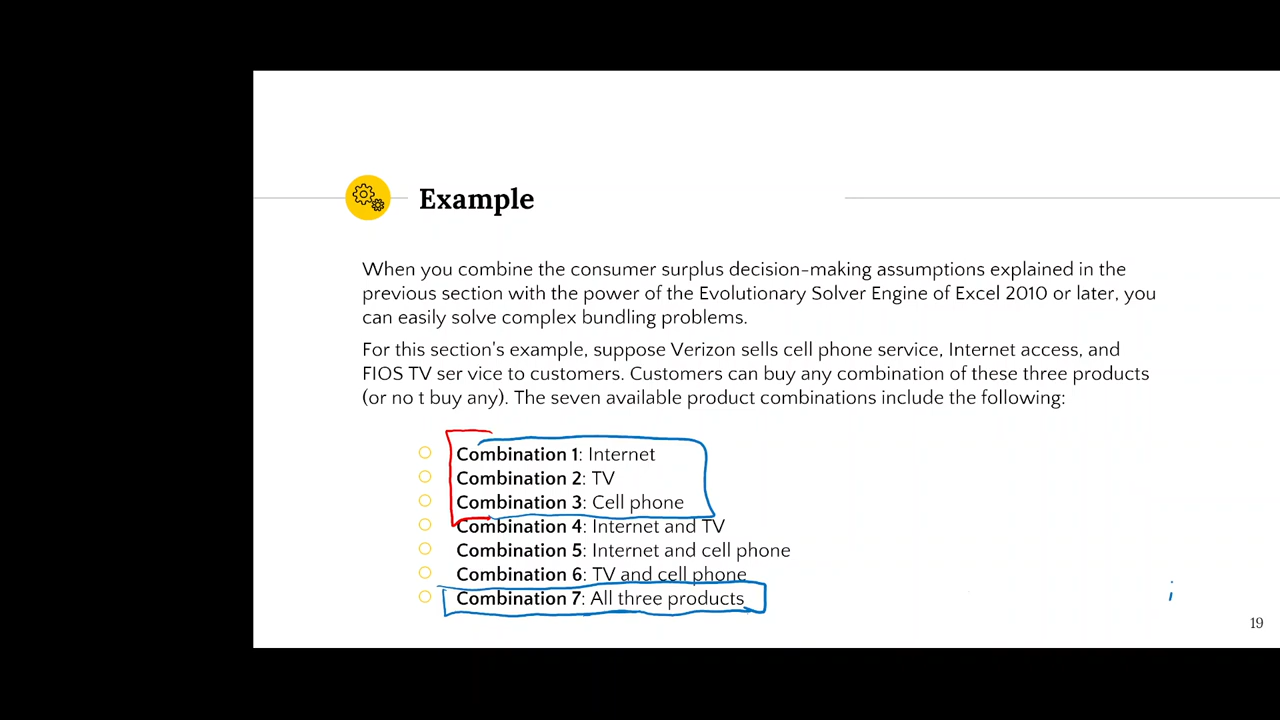 Example
When you combine the consumer surplus decision-making assumptions explained in the
previous section with the power of the Evolutionary Solver Engine of Excel 2010 or later, you
can easily solve complex bundling problems.
For this section's example, suppose Verizon sells cell phone service, Internet access, and
FIOS TV ser vice to customers. Customers can buy any combination of these three products
(or no t buy any). The seven available product combinations include the following:
Combination 1: Internet
Combination 2: TV
Combination 3: Cell phone
Combination 4: Internet and TV
Combination 5: Internet and cell phone
Combination 6: TV and cell phone
Combination 7: All three products
i
19